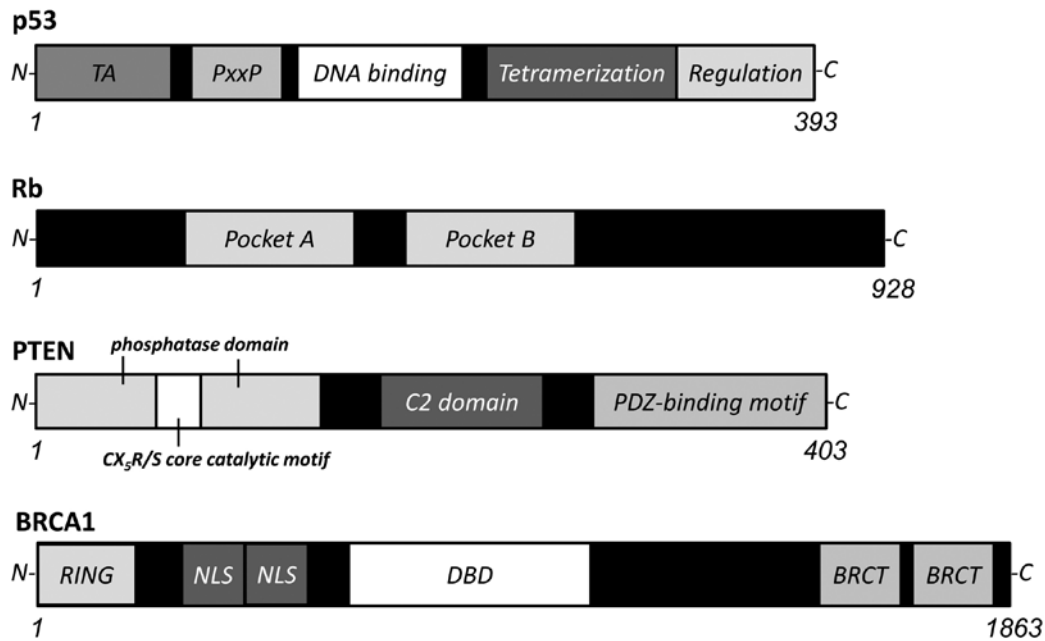 p53
N- TA PxxP DNA binding Tetramerization Regulation -C
1 393
Rb
N- Pocket A Pocket B -C
1 928
PTEN
phosphatase domain
N- C2 domain PDZ-binding motif -C
1 403
CX₅R/S core catalytic motif
BRCA1
N- RING NLS NLS DBD BRCT BRCT -C
1 1863